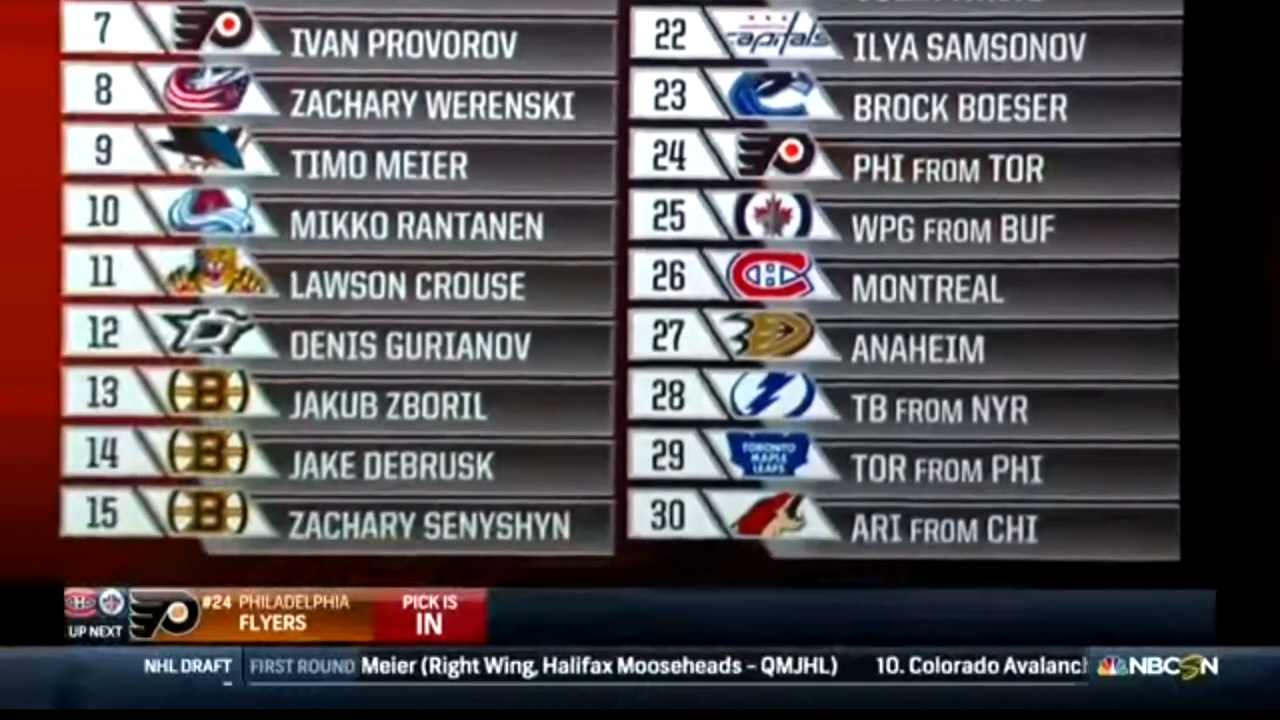 7 IVAN PROVOROV
8 ZACHARY WERENSKI
9 TIMO MEIER
10 MIKKO RANTANEN
11 LAWSON CROUSE
12 DENIS GURIANOV
13 JAKUB ZBORIL
14 JAKE DEBRUSK
15 ZACHARY SENYSHYN
22 capitals ILYA SAMSONOV
23 BROCK BOESER
24 PHI FROM TOR
25 WPG FROM BUF
26 MONTREAL
27 ANAHEIM
28 TB FROM NYR
29 TORONTO MAPLE LEAFS TOR FROM PHI
30 ARI FROM CHI
UP NEXT
#24 PHILADELPHIA
FLYERS
PICK IS
IN
NHL DRAFT FIRST ROUND Meier (Right Wing, Halifax Mooseheads - QMJHL) 10. Colorado Avalanc NBCSN